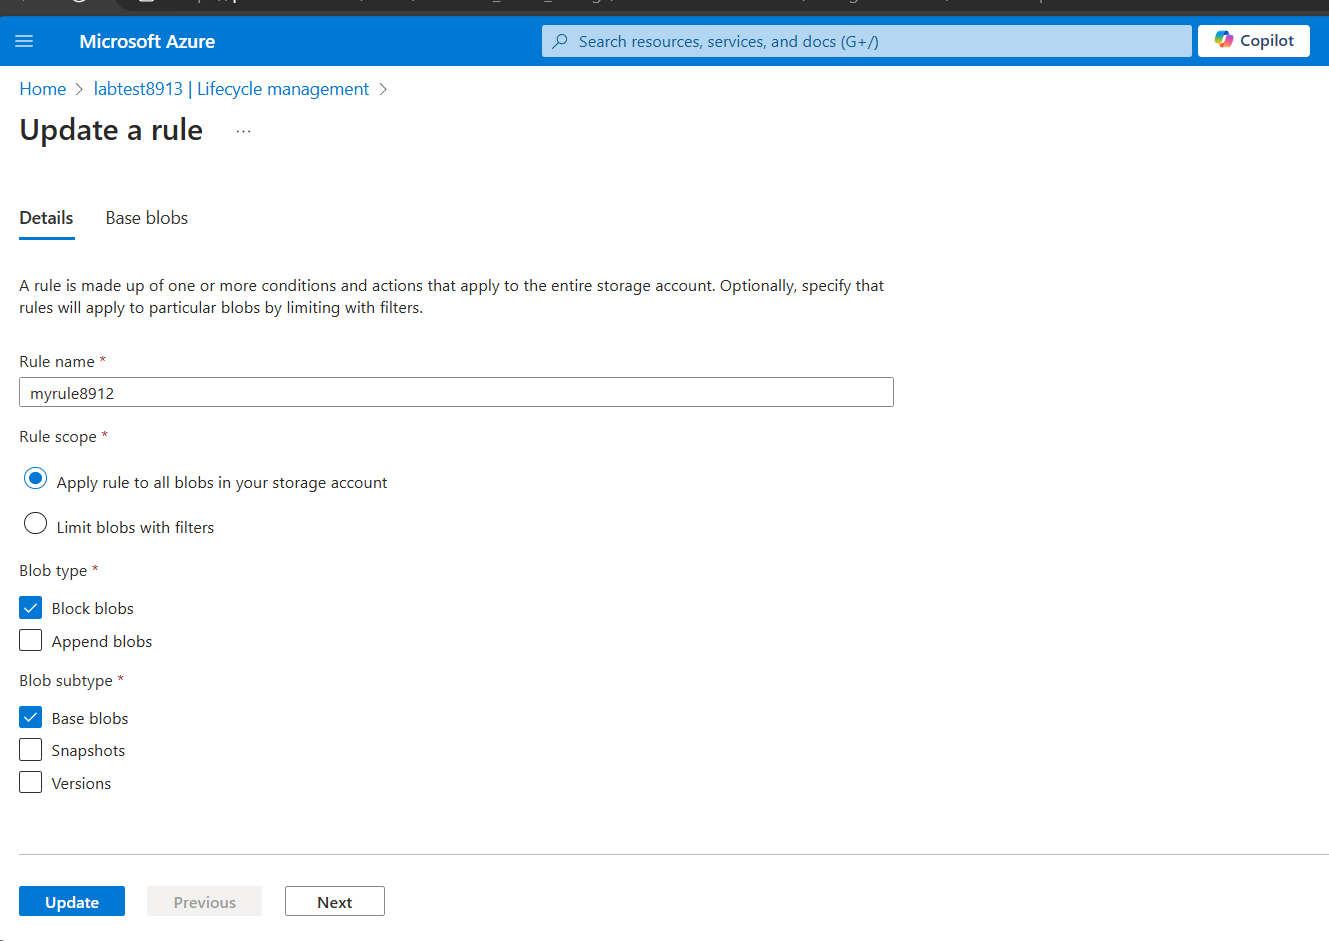 Microsoft Azure
Search resources, services, and docs (G+/)
Copilot
Home > labtest8913 | Lifecycle management >
Update a rule ...
Details Base blobs
A rule is made up of one or more conditions and actions that apply to the entire storage account. Optionally, specify that
rules will apply to particular blobs by limiting with filters.
Rule name *
myrule8912
Rule scope *
Apply rule to all blobs in your storage account
Limit blobs with filters
Blob type *
Block blobs
Append blobs
Blob subtype *
Base blobs
Snapshots
Versions
Update Previous Next